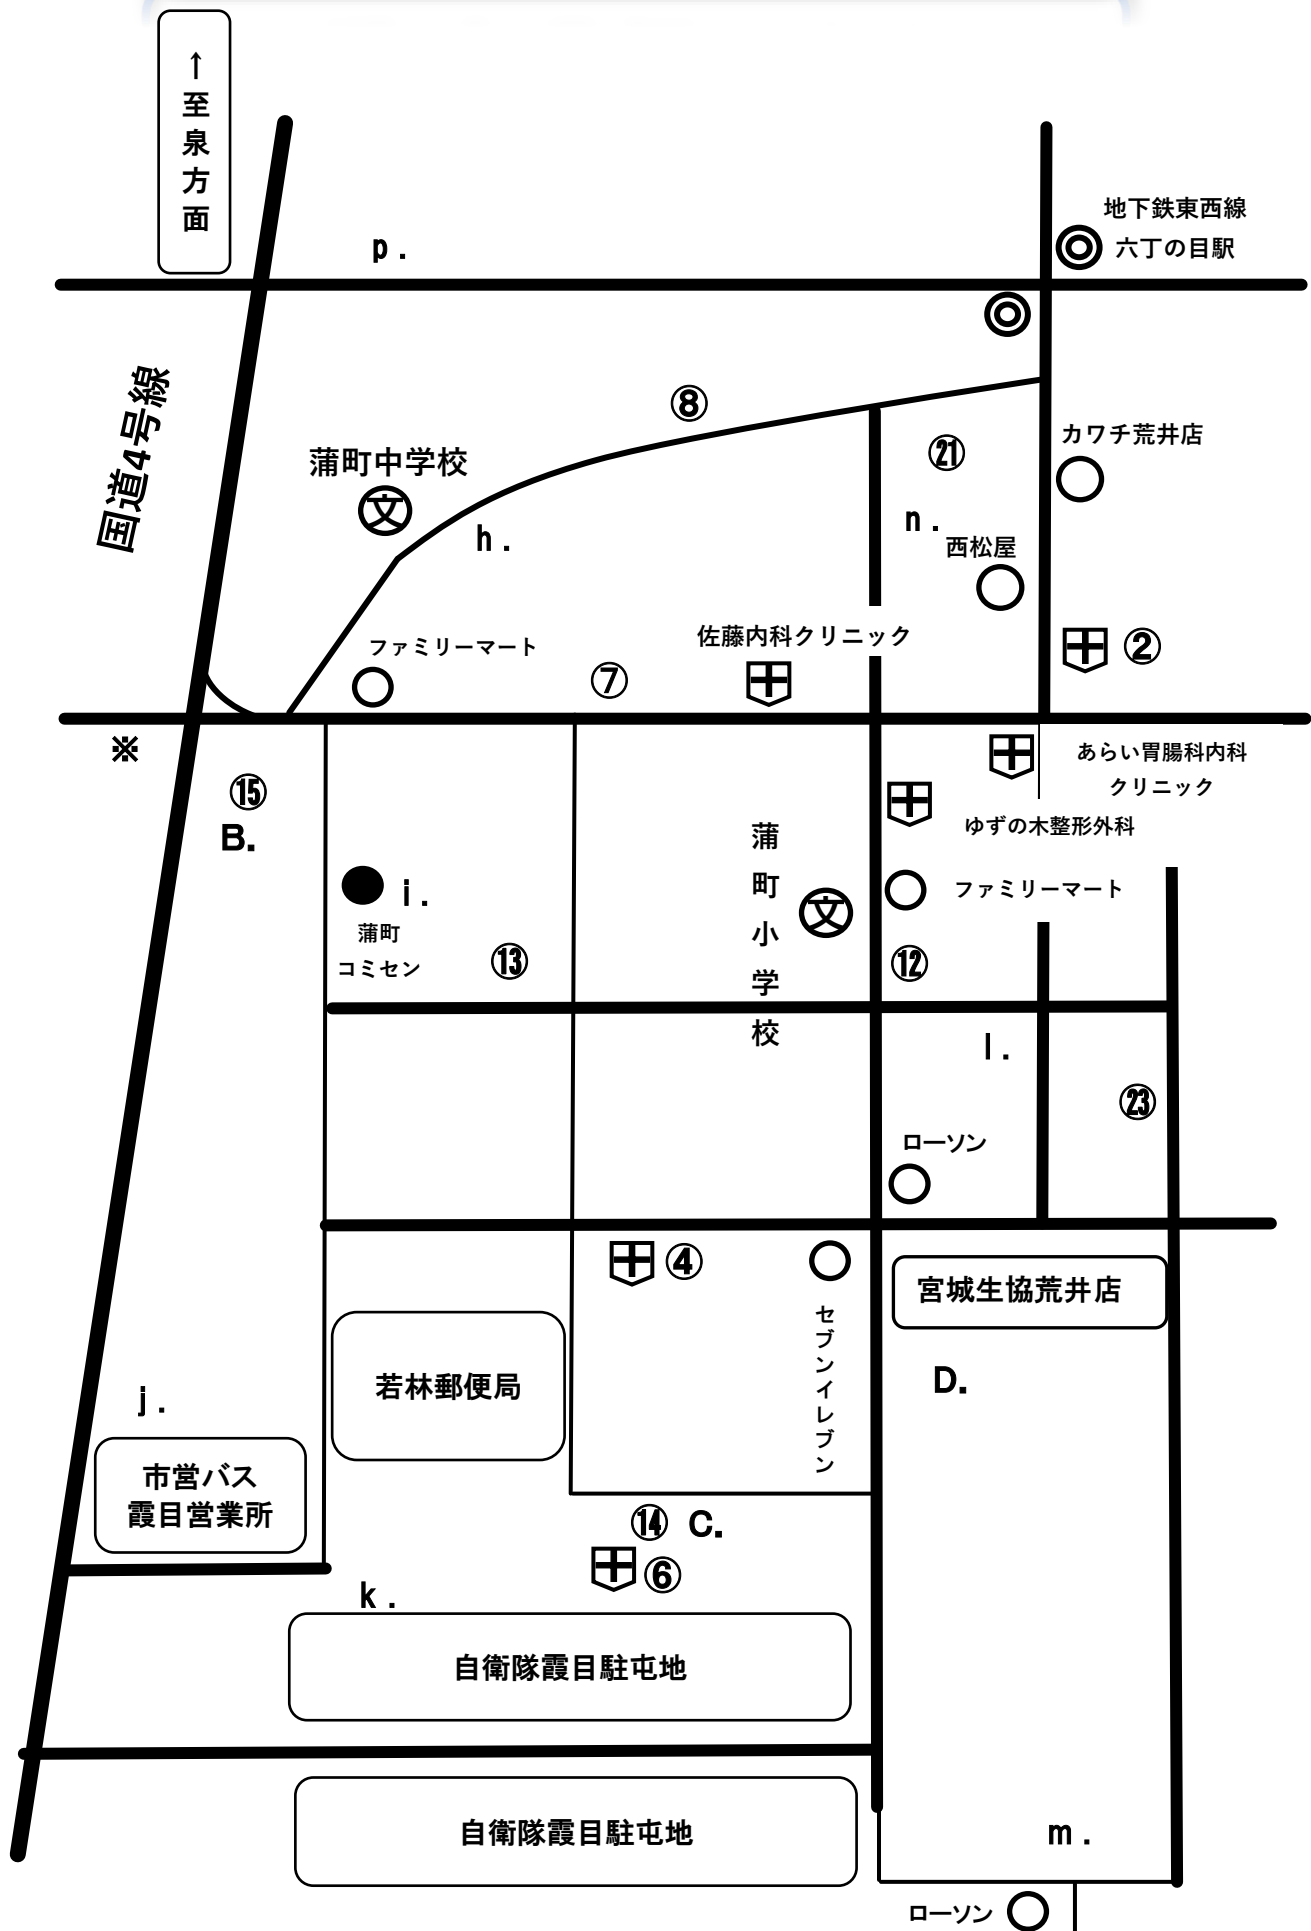 ↑至泉方面
地下鉄東西線
六丁の目駅
p.
国道4号線
⑧
蒲町中学校
文
h.
㉑
カワチ荒井店
n.
西松屋
佐藤内科クリニック
ファミリーマート
⑦
②
※
⑮
B.
あらい胃腸科内科
クリニック
ゆずの木整形外科
蒲町小学校
文
ファミリーマート
i.
蒲町
コミセン
⑬
⑫
l.
㉓
ローソン
④
宮城生協荒井店
セブンイレブン
若林郵便局
D.
j.
市営バス
霞目営業所
⑭ C.
⑥
k.
自衛隊霞目駐屯地
自衛隊霞目駐屯地
m.
ローソン